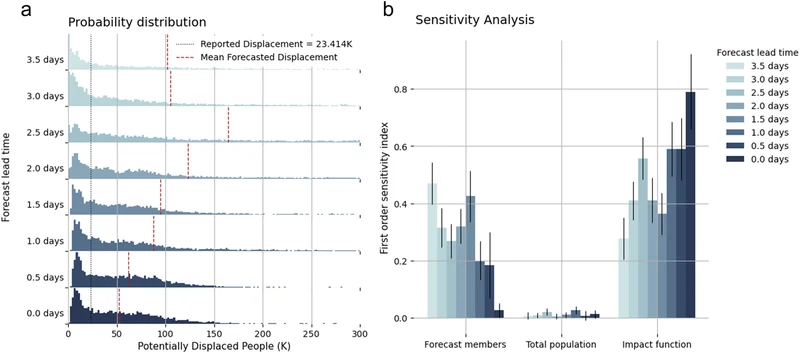 a
Probability distribution
Reported Displacement = 23.414K
Mean Forecasted Displacement
Forecast lead time
3.5 days
3.0 days
2.5 days
2.0 days
1.5 days
1.0 days
0.5 days
0.0 days
0 50 100 150 200 250 300
Potentially Displaced People (K)
b
Sensitivity Analysis
First order sensitivity index
0.8
0.6
0.4
0.2
0.0
Forecast members Total population Impact function
Forecast lead time
3.5 days
3.0 days
2.5 days
2.0 days
1.5 days
1.0 days
0.5 days
0.0 days